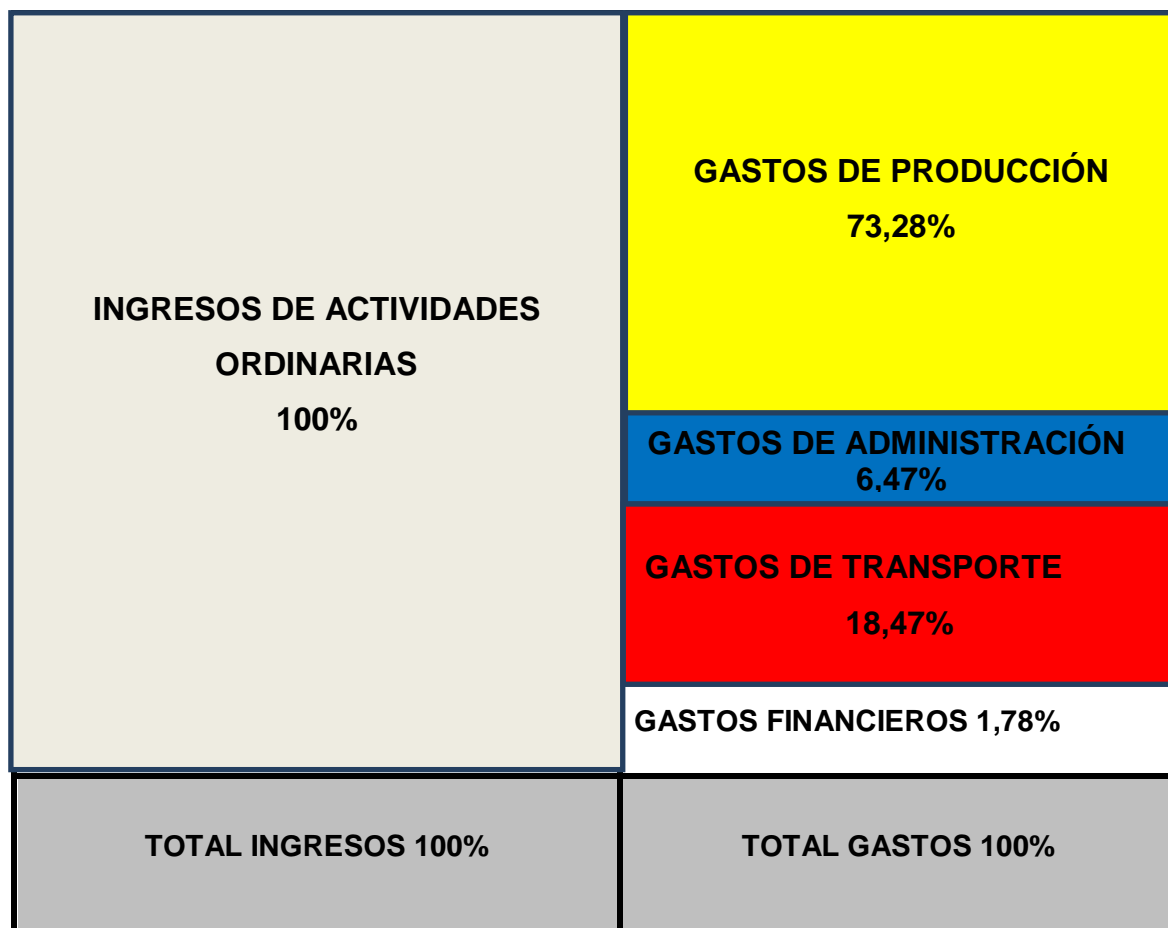 INGRESOS DE ACTIVIDADES
ORDINARIAS
100%
GASTOS DE PRODUCCIÓN
73,28%
GASTOS DE ADMINISTRACIÓN
6,47%
GASTOS DE TRANSPORTE
18,47%
GASTOS FINANCIEROS 1,78%
TOTAL INGRESOS 100%
TOTAL GASTOS 100%